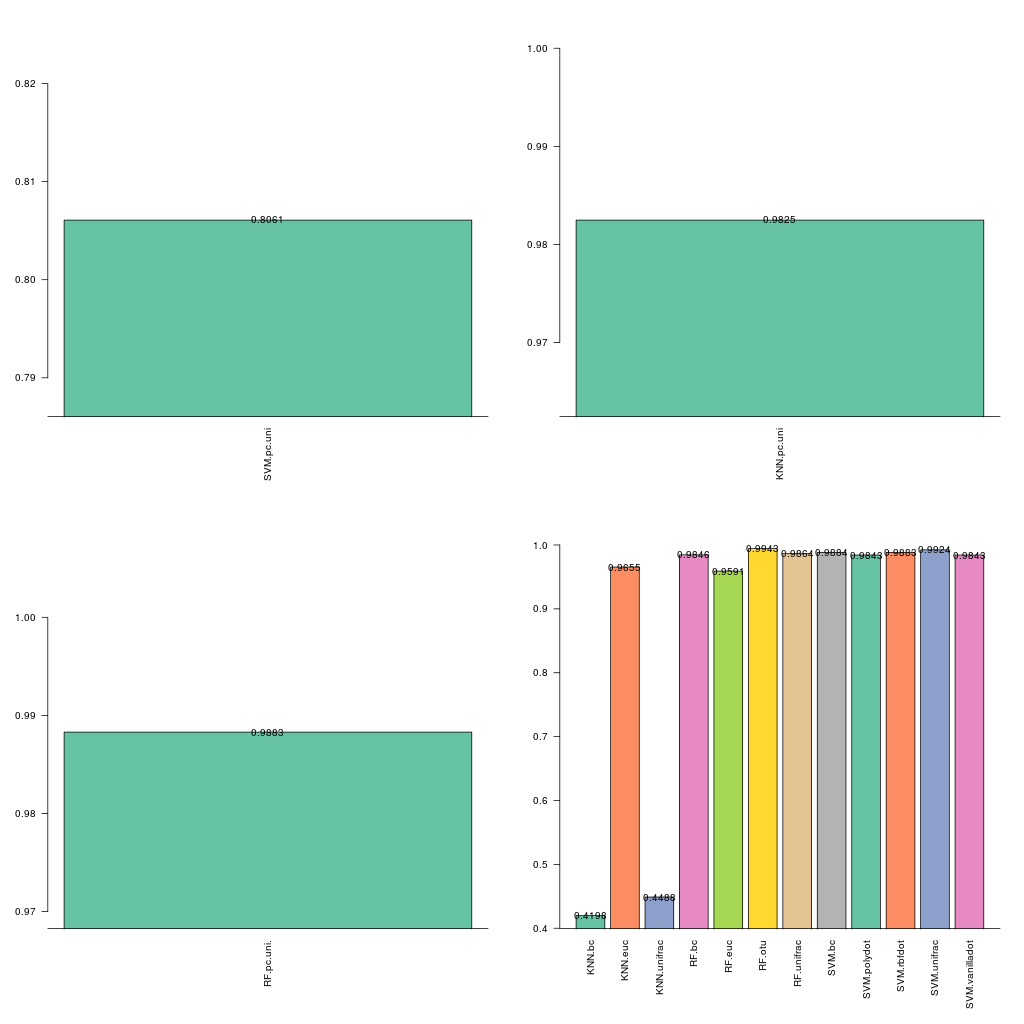 0.82
0.81
0.80
0.79
0.8061
SVM.pc.uni
1.00
0.99
0.98
0.97
0.9825
KNN.pc.uni
1.00
0.99
0.98
0.97
0.9883
RF.pc.uni.
1.0
0.9
0.8
0.7
0.6
0.5
0.4
0.4198
0.9655
0.4488
0.9846
0.9591
0.9943
0.9864
0.9884
0.9843
0.9883
0.9924
0.9843
KNN.bc
KNN.euc
KNN.unifrac
RF.bc
RF.euc
RF.otu
RF.unifrac
SVM.bc
SVM.polydot
SVM.rbfdot
SVM.unifrac
SVM.vanilladot